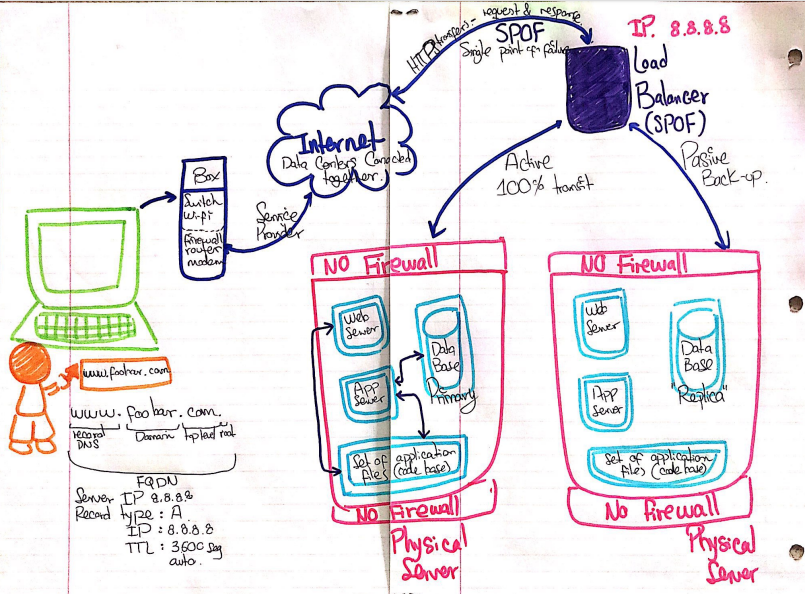 HTTPS transfers - request & response.
SPOF
Single point of failure
IP. 8.8.8.8
Load
Balancer
(SPOF)
Internet
Data Centers Conected
together.
Active
100% transit
Pasive
Back-up.
Box
Switch
Wi-fi
firewall
router
modem
Service
Provider
www.foobar.com
www. foobar. com.
record
DNS
Domain
top level
root
FQDN
Server IP 8.8.8.8
Record type : A
IP : 8.8.8.8
TTL : 3600 seg
auto.
NO Firewall
Web
Server
Data
Base
Primary
App
Server
Set of application
files (code base)
NO Firewall
Physical
Server
NO Firewall
Web
Server
Data
Base
"Replica"
App
Server
Set of application
files (code base)
No firewall
Physical
Server